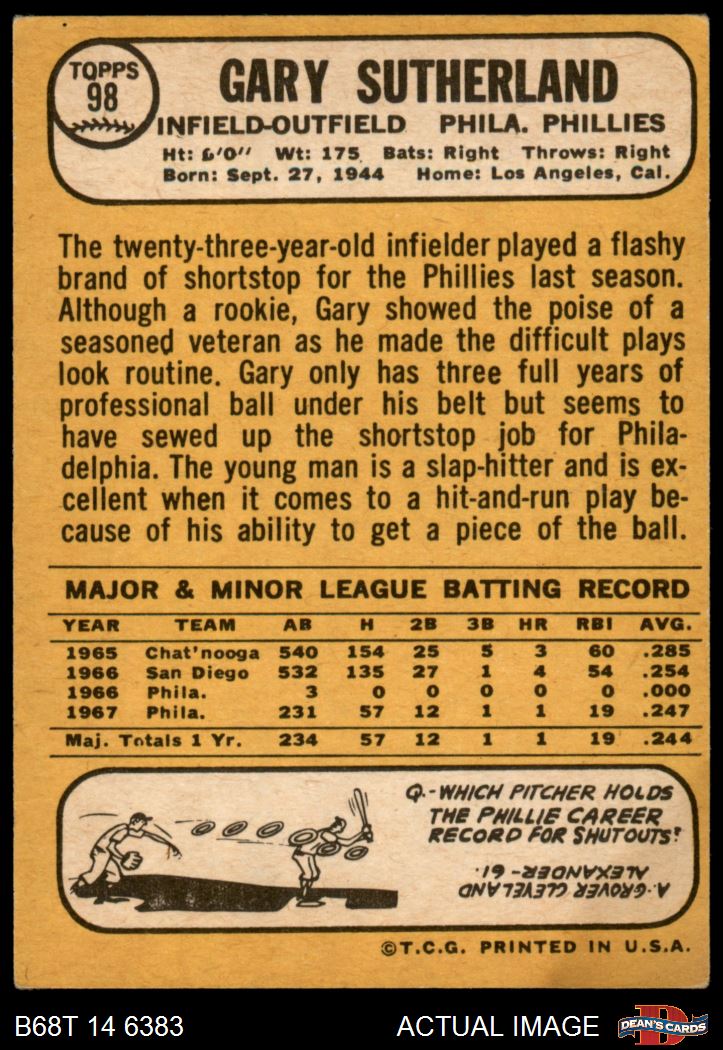 TOPPS
98
GARY SUTHERLAND
INFIELD-OUTFIELD PHILA. PHILLIES
Ht: 6'0" Wt: 175 Bats: Right Throws: Right
Born: Sept. 27, 1944 Home: Los Angeles, Cal.
The twenty-three-year-old infielder played a flashy
brand of shortstop for the Phillies last season.
Although a rookie, Gary showed the poise of a
seasoned veteran as he made the difficult plays
look routine. Gary only has three full years of
professional ball under his belt but seems to
have sewed up the shortstop job for Phila-
delphia. The young man is a slap-hitter and is ex-
cellent when it comes to a hit-and-run play be-
cause of his ability to get a piece of the ball.
MAJOR & MINOR LEAGUE BATTING RECORD
YEAR TEAM AB H 2B 3B HR RBI AVG.
1965 Chat'nooga 540 154 25 5 3 60 .285
1966 San Diego 532 135 27 1 4 54 .254
1966 Phila. 3 0 0 0 0 0 .000
1967 Phila. 231 57 12 1 1 19 .247
Maj. Totals 1 Yr. 234 57 12 1 1 19 .244
Q.-WHICH PITCHER HOLDS
THE PHILLIE CAREER
RECORD FOR SHUTOUTS?
A. GROVER CLEVELAND
ALEXANDER- 61.
©T.C.G. PRINTED IN U.S.A.
B68T 14 6383 ACTUAL IMAGE
D
DEAN'S CARDS